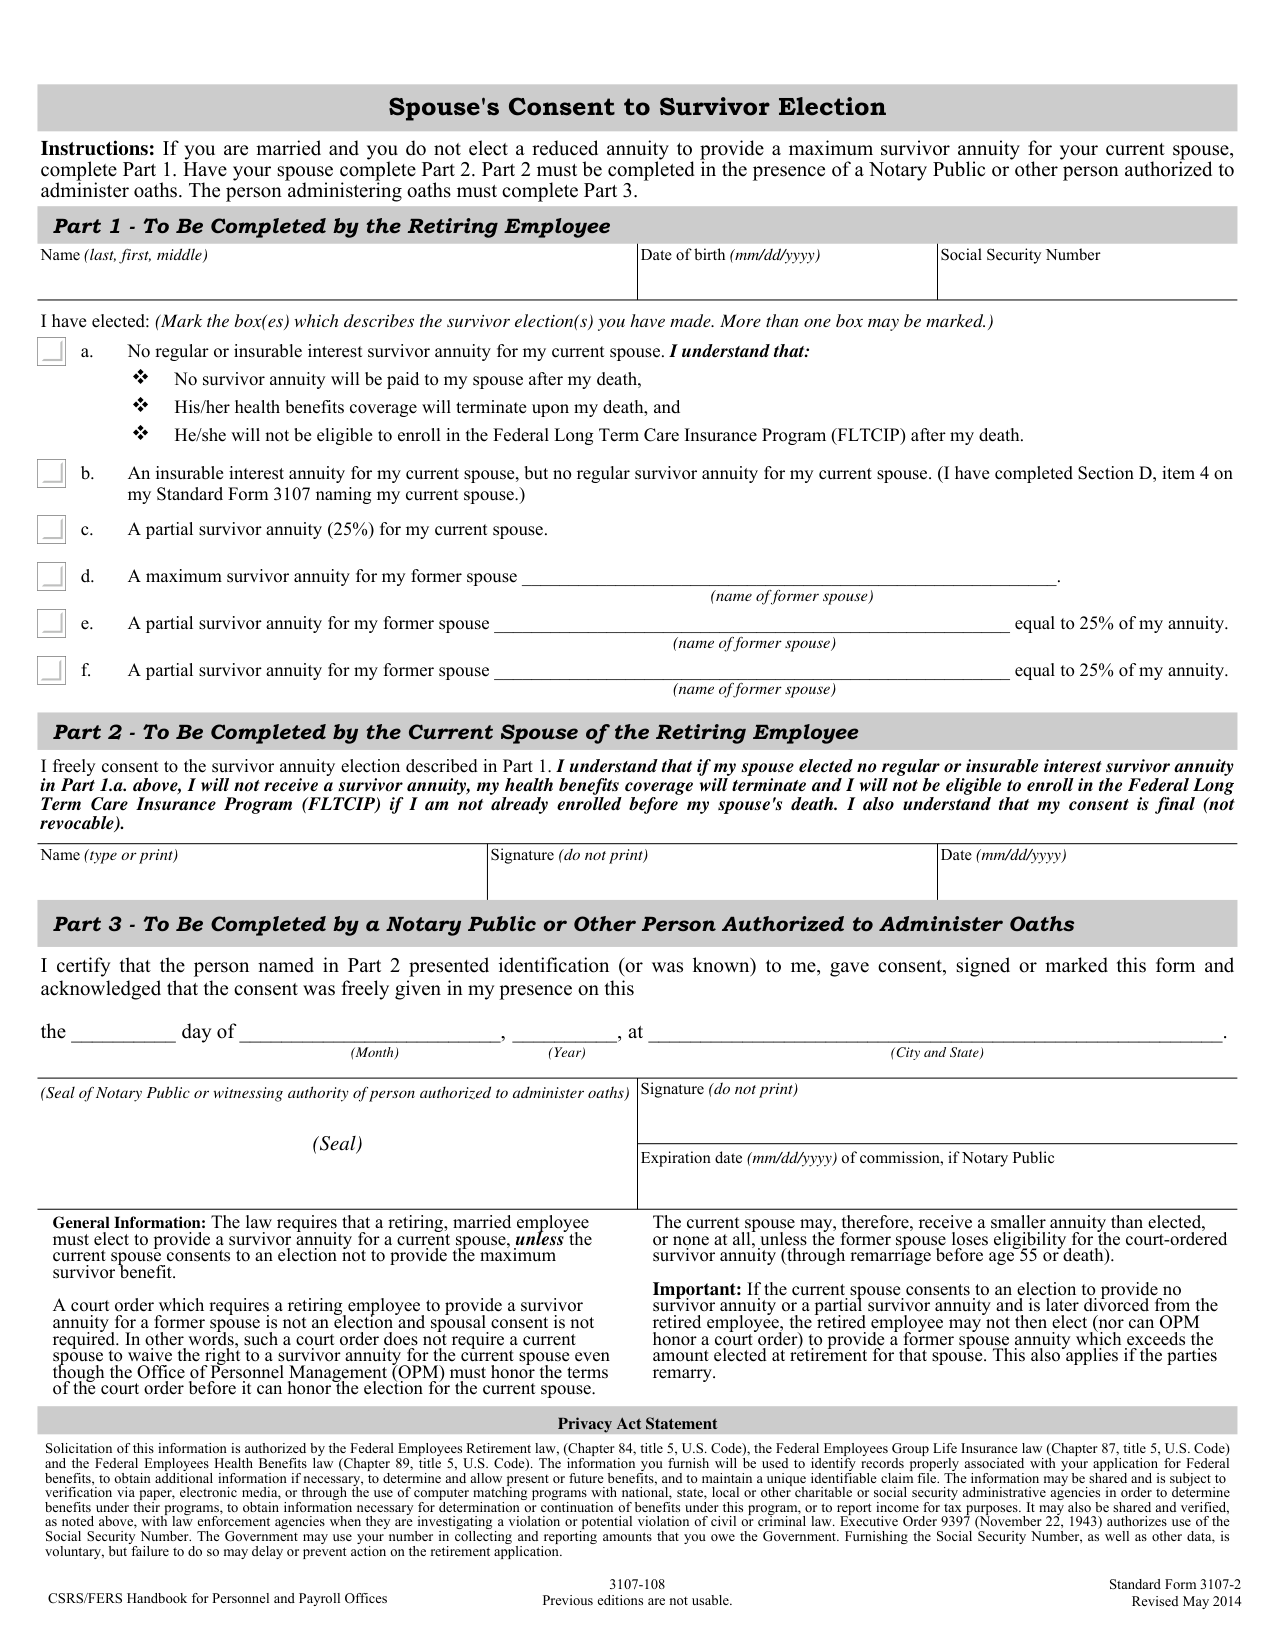 Spouse's Consent to Survivor Election
Instructions: If you are married and you do not elect a reduced annuity to provide a maximum survivor annuity for your current spouse,
complete Part 1. Have your spouse complete Part 2. Part 2 must be completed in the presence of a Notary Public or other person authorized to
administer oaths. The person administering oaths must complete Part 3.
Part 1 - To Be Completed by the Retiring Employee
Name (last, first, middle)
Date of birth (mm/dd/yyyy)
Social Security Number
I have elected: (Mark the box(es) which describes the survivor election(s) you have made. More than one box may be marked.)
a. No regular or insurable interest survivor annuity for my current spouse. I understand that:
❖ No survivor annuity will be paid to my spouse after my death,
❖ His/her health benefits coverage will terminate upon my death, and
❖ He/she will not be eligible to enroll in the Federal Long Term Care Insurance Program (FLTCIP) after my death.
b. An insurable interest annuity for my current spouse, but no regular survivor annuity for my current spouse. (I have completed Section D, item 4 on
my Standard Form 3107 naming my current spouse.)
c. A partial survivor annuity (25%) for my current spouse.
d. A maximum survivor annuity for my former spouse ______________________________.
(name of former spouse)
e. A partial survivor annuity for my former spouse ______________________________ equal to 25% of my annuity.
(name of former spouse)
f. A partial survivor annuity for my former spouse ______________________________ equal to 25% of my annuity.
(name of former spouse)
Part 2 - To Be Completed by the Current Spouse of the Retiring Employee
I freely consent to the survivor annuity election described in Part 1. I understand that if my spouse elected no regular or insurable interest survivor annuity
in Part 1.a. above, I will not receive a survivor annuity, my health benefits coverage will terminate and I will not be eligible to enroll in the Federal Long
Term Care Insurance Program (FLTCIP) if I am not already enrolled before my spouse's death. I also understand that my consent is final (not
revocable).
Name (type or print)
Signature (do not print)
Date (mm/dd/yyyy)
Part 3 - To Be Completed by a Notary Public or Other Person Authorized to Administer Oaths
I certify that the person named in Part 2 presented identification (or was known) to me, gave consent, signed or marked this form and
acknowledged that the consent was freely given in my presence on this
the __________ day of _________________________, __________, at ______________________________.
(Month) (Year) (City and State)
(Seal of Notary Public or witnessing authority of person authorized to administer oaths)
(Seal)
Signature (do not print)
Expiration date (mm/dd/yyyy) of commission, if Notary Public
General Information: The law requires that a retiring, married employee
must elect to provide a survivor annuity for a current spouse, unless the
current spouse consents to an election not to provide the maximum
survivor benefit.
A court order which requires a retiring employee to provide a survivor
annuity for a former spouse is not an election and spousal consent is not
required. In other words, such a court order does not require a current
spouse to waive the right to a survivor annuity for the current spouse even
though the Office of Personnel Management (OPM) must honor the terms
of the court order before it can honor the election for the current spouse.
The current spouse may, therefore, receive a smaller annuity than elected,
or none at all, unless the former spouse loses eligibility for the court-ordered
survivor annuity (through remarriage before age 55 or death).
Important: If the current spouse consents to an election to provide no
survivor annuity or a partial survivor annuity and is later divorced from the
retired employee, the retired employee may not then elect (nor can OPM
honor a court order) to provide a former spouse annuity which exceeds the
amount elected at retirement for that spouse. This also applies if the parties
remarry.
Privacy Act Statement
Solicitation of this information is authorized by the Federal Employees Retirement law, (Chapter 84, title 5, U.S. Code), the Federal Employees Group Life Insurance law (Chapter 87, title 5, U.S. Code)
and the Federal Employees Health Benefits law (Chapter 89, title 5, U.S. Code). The information you furnish will be used to identify records properly associated with your application for Federal
benefits, to obtain additional information if necessary, to determine and allow present or future benefits, and to maintain a unique identifiable claim file. The information may be shared and is subject to
verification via paper, electronic media, or through the use of computer matching programs with national, state, local or other charitable or social security administrative agencies in order to determine
benefits under their programs, to obtain information necessary for determination or continuation of benefits under this program, or to report income for tax purposes. It may also be shared and verified,
as noted above, with law enforcement agencies when they are investigating a violation or potential violation of civil or criminal law. Executive Order 9397 (November 22, 1943) authorizes use of the
Social Security Number. The Government may use your number in collecting and reporting amounts that you owe the Government. Furnishing the Social Security Number, as well as other data, is
voluntary, but failure to do so may delay or prevent action on the retirement application.
CSRS/FERS Handbook for Personnel and Payroll Offices
3107-108
Previous editions are not usable.
Standard Form 3107-2
Revised May 2014